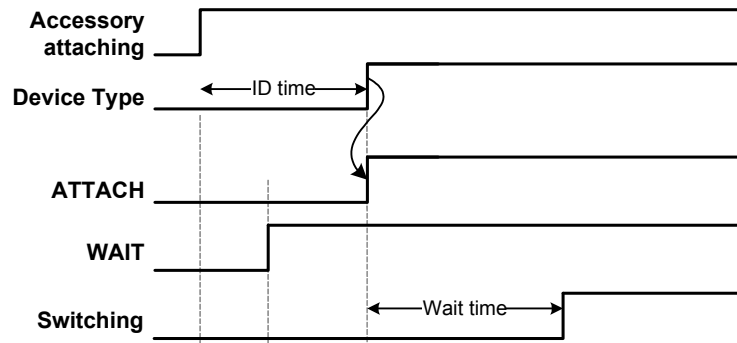 Accessory
attaching
ID time
Device Type
ATTACH
WAIT
Wait time
Switching